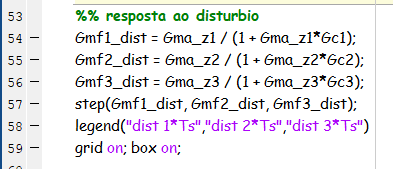 53 %% resposta ao disturbio
54 – Gmf1_dist = Gma_z1 / (1 + Gma_z1*Gc1);
55 – Gmf2_dist = Gma_z2 / (1 + Gma_z2*Gc2);
56 – Gmf3_dist = Gma_z3 / (1 + Gma_z3*Gc3);
57 – step(Gmf1_dist, Gmf2_dist, Gmf3_dist);
58 – legend("dist 1*Ts","dist 2*Ts","dist 3*Ts")
59 – grid on; box on;